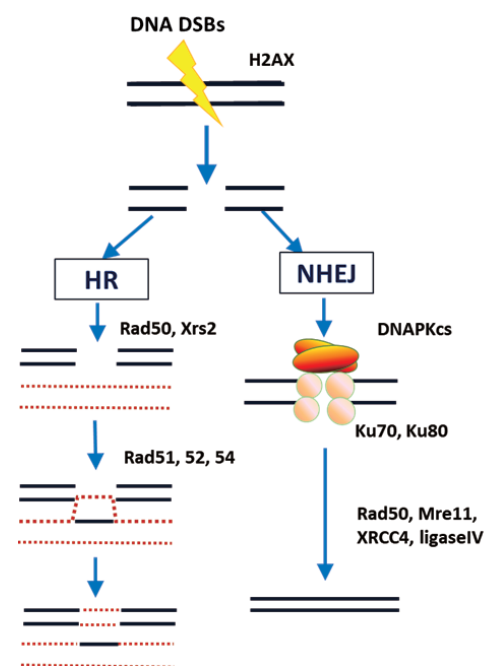 DNA DSBs
H2AX
HR
NHEJ
Rad50, Xrs2
DNAPKcs
Ku70, Ku80
Rad51, 52, 54
Rad50, Mre11,
XRCC4, ligaseIV